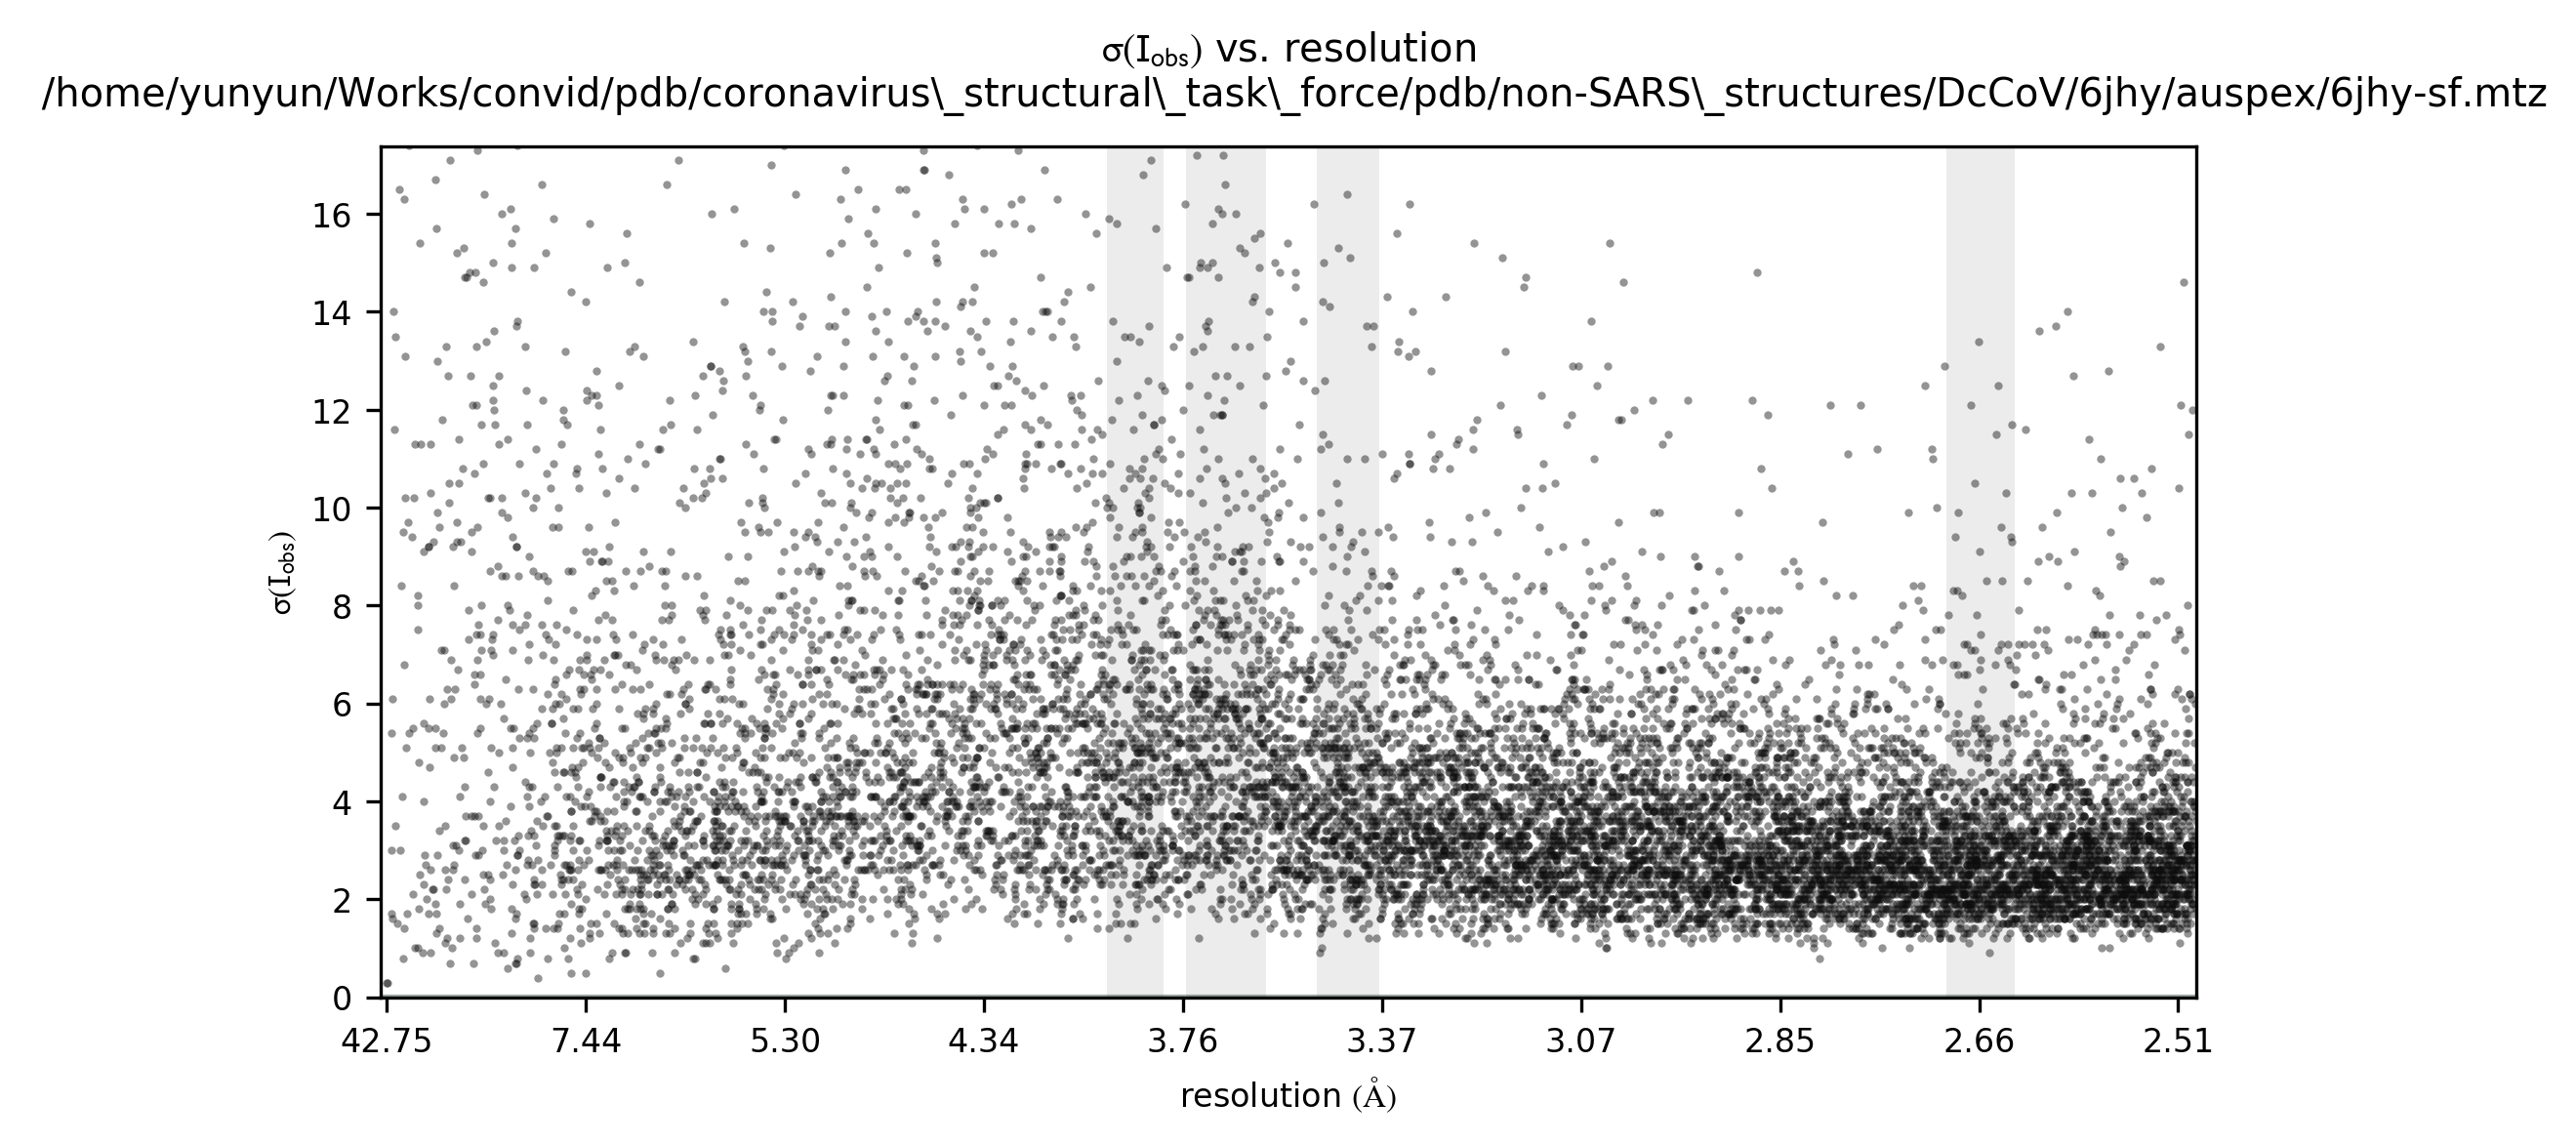 σ(Iobs) vs. resolution
/home/yunyun/Works/convid/pdb/coronavirus\_structural\_task\_force/pdb/non-SARS\_structures/DcCoV/6jhy/auspex/6jhy-sf.mtz
σ(Iobs)
16
14
12
10
8
6
4
2
0
42.75 7.44 5.30 4.34 3.76 3.37 3.07 2.85 2.66 2.51
resolution (Å)